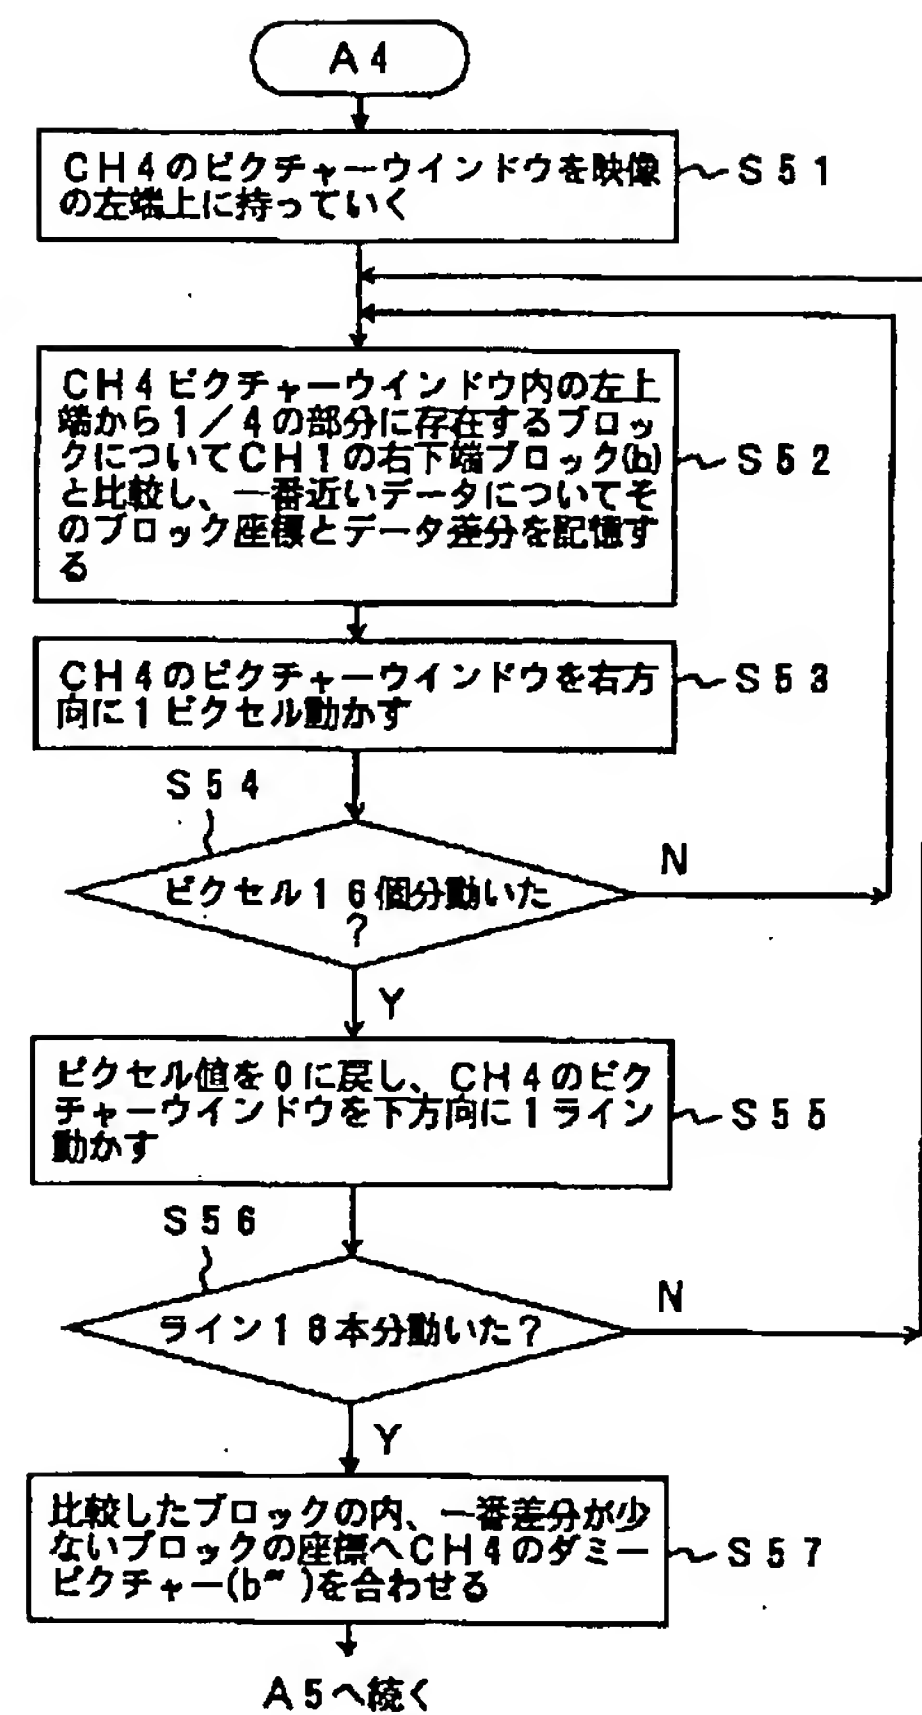 A4
CH4のピクチャーウインドウを映像
の左端上に持っていく
S51
CH4ピクチャーウインドウ内の左上
端から1/4の部分に存在するブロッ
クについてCH1の右下端ブロック(b)
と比較し、一番近いデータについてそ
のブロック座標とデータ差分を記憶す
る
S52
CH4のピクチャーウインドウを右方
向に1ピクセル動かす
S53
S54
ピクセル16個分動いた
?
N
Y
ピクセル値を0に戻し、CH4のピク
チャーウインドウを下方向に1ライン
動かす
S55
S56
ライン16本分動いた?
N
Y
比較したブロックの内、一番差分が少
ないブロックの座標へCH4のダミー
ピクチャー(b‴)を合わせる
S57
A5へ続く